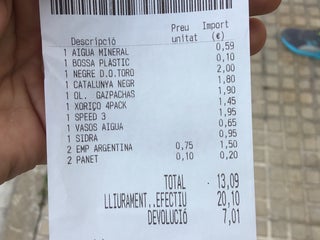 Preu Import
Descripció unitat (€)
1 AIGUA MINERAL 0,59
1 BOSSA PLÀSTIC 0,10
1 NEGRE D.O.TORO 2,00
1 CATALUNYA NEGR 1,80
1 OL. GAZPACHAS 1,90
1 XORIÇO 4PACK 1,45
1 SPEED 3 1,95
1 VASOS AIGUA 0,65
1 SIDRA 0,95
2 EMP ARGENTINA 0,75 1,50
2 PANET 0,10 0,20
TOTAL 13,09
LLIURAMENT..EFECTIU 20,10
DEVOLUCIÓ 7,01